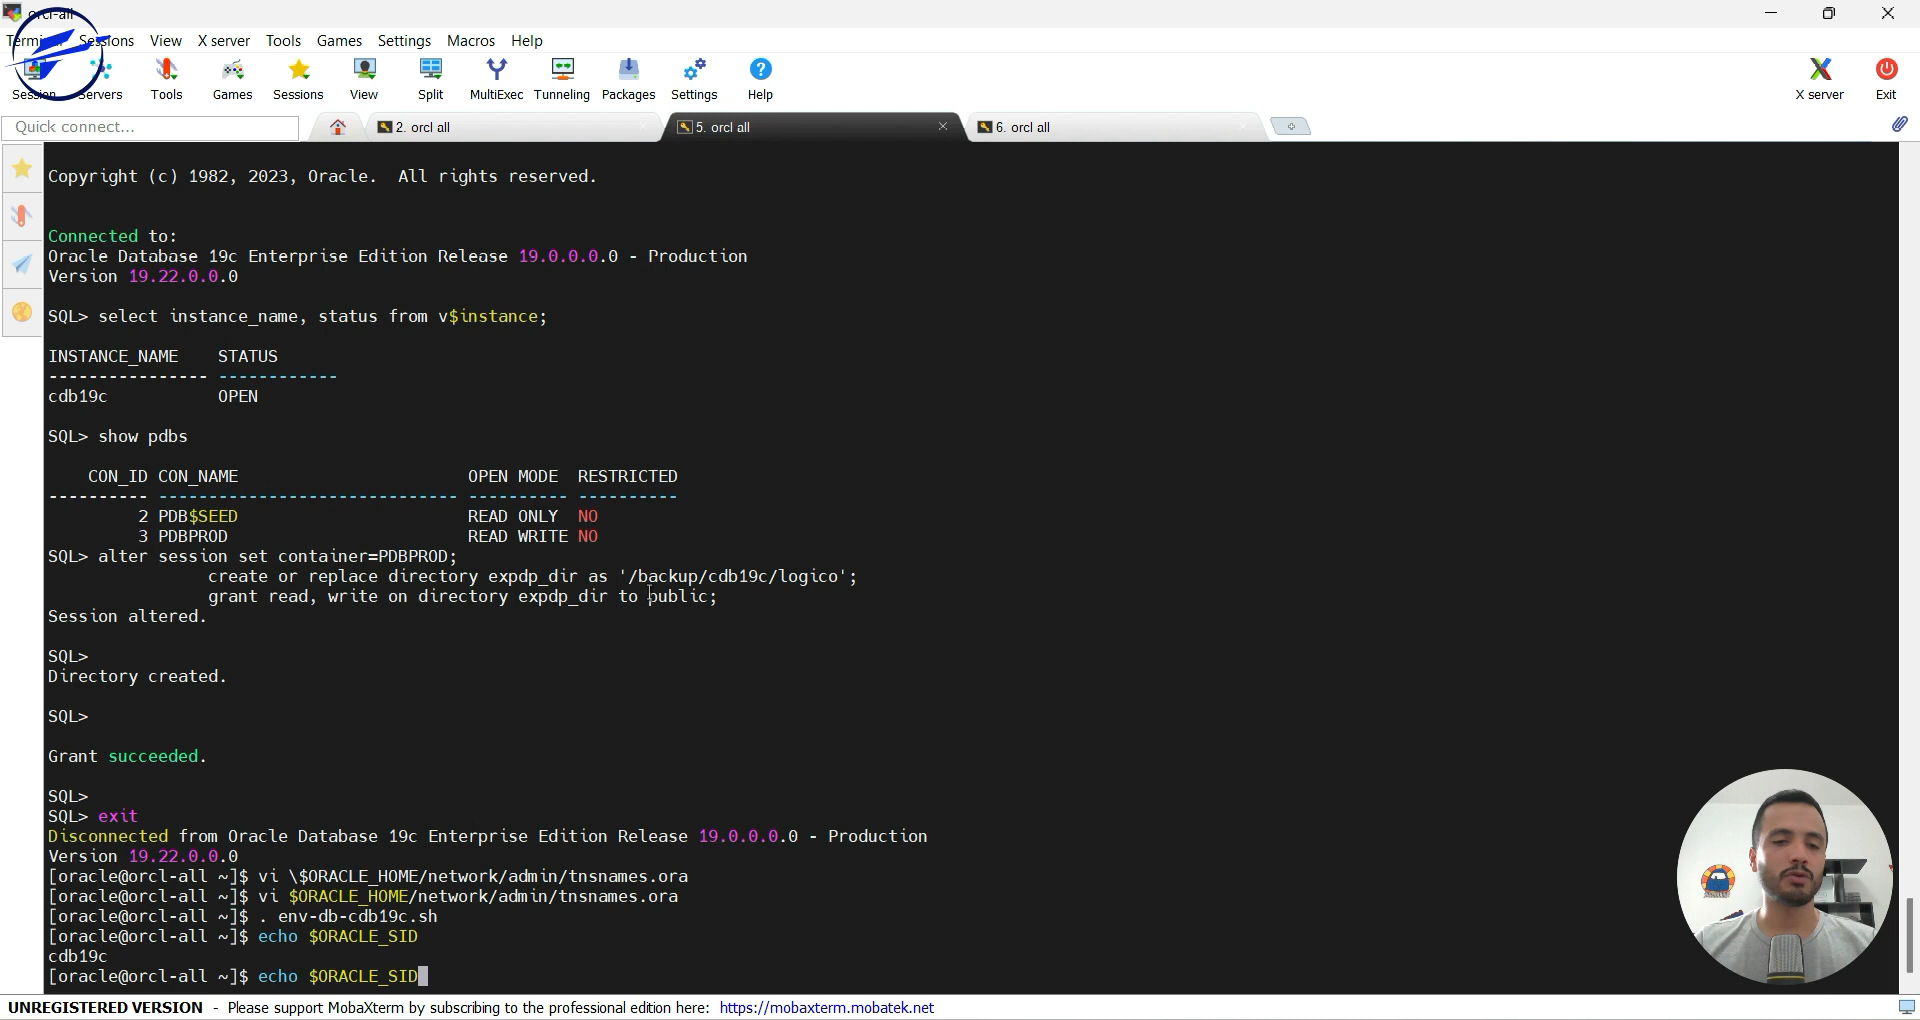 orcl-all
Terminal Sessions View X server Tools Games Settings Macros Help
Session Servers Tools Games Sessions View Split MultiExec Tunneling Packages Settings Help X server Exit
Quick connect... 2. orcl all 5. orcl all 6. orcl all
Copyright (c) 1982, 2023, Oracle.  All rights reserved.
Connected to:
Oracle Database 19c Enterprise Edition Release 19.0.0.0.0 - Production
Version 19.22.0.0.0
SQL> select instance_name, status from v$instance;
INSTANCE_NAME    STATUS
---------------- ------------
cdb19c           OPEN
SQL> show pdbs
    CON_ID CON_NAME                       OPEN MODE  RESTRICTED
---------- ------------------------------ ---------- ----------
         2 PDB$SEED                       READ ONLY  NO
         3 PDBPROD                        READ WRITE NO
SQL> alter session set container=PDBPROD;
                create or replace directory expdp_dir as '/backup/cdb19c/logico';
                grant read, write on directory expdp_dir to public;
Session altered.
SQL>
Directory created.
SQL>
Grant succeeded.
SQL>
SQL> exit
Disconnected from Oracle Database 19c Enterprise Edition Release 19.0.0.0.0 - Production
Version 19.22.0.0.0
[oracle@orcl-all ~]$ vi \$ORACLE_HOME/network/admin/tnsnames.ora
[oracle@orcl-all ~]$ vi $ORACLE_HOME/network/admin/tnsnames.ora
[oracle@orcl-all ~]$ . env-db-cdb19c.sh
[oracle@orcl-all ~]$ echo $ORACLE_SID
cdb19c
[oracle@orcl-all ~]$ echo $ORACLE_SID
UNREGISTERED VERSION - Please support MobaXterm by subscribing to the professional edition here: https://mobaxterm.mobatek.net